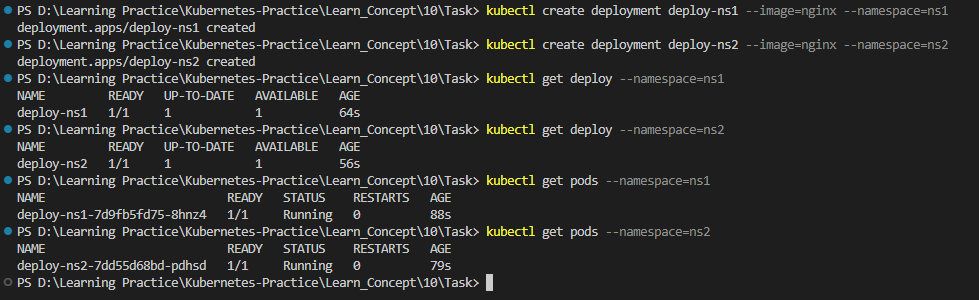 PS D:\Learning Practice\Kubernetes-Practice\Learn_Concept\10\Task> kubectl create deployment deploy-ns1 --image=nginx --namespace=ns1
deployment.apps/deploy-ns1 created
PS D:\Learning Practice\Kubernetes-Practice\Learn_Concept\10\Task> kubectl create deployment deploy-ns2 --image=nginx --namespace=ns2
deployment.apps/deploy-ns2 created
PS D:\Learning Practice\Kubernetes-Practice\Learn_Concept\10\Task> kubectl get deploy --namespace=ns1
NAME READY UP-TO-DATE AVAILABLE AGE
deploy-ns1 1/1 1 1 64s
PS D:\Learning Practice\Kubernetes-Practice\Learn_Concept\10\Task> kubectl get deploy --namespace=ns2
NAME READY UP-TO-DATE AVAILABLE AGE
deploy-ns2 1/1 1 1 56s
PS D:\Learning Practice\Kubernetes-Practice\Learn_Concept\10\Task> kubectl get pods --namespace=ns1
NAME READY STATUS RESTARTS AGE
deploy-ns1-7d9fb5fd75-8hnz4 1/1 Running 0 88s
PS D:\Learning Practice\Kubernetes-Practice\Learn_Concept\10\Task> kubectl get pods --namespace=ns2
NAME READY STATUS RESTARTS AGE
deploy-ns2-7dd55d68bd-pdhsd 1/1 Running 0 79s
PS D:\Learning Practice\Kubernetes-Practice\Learn_Concept\10\Task>